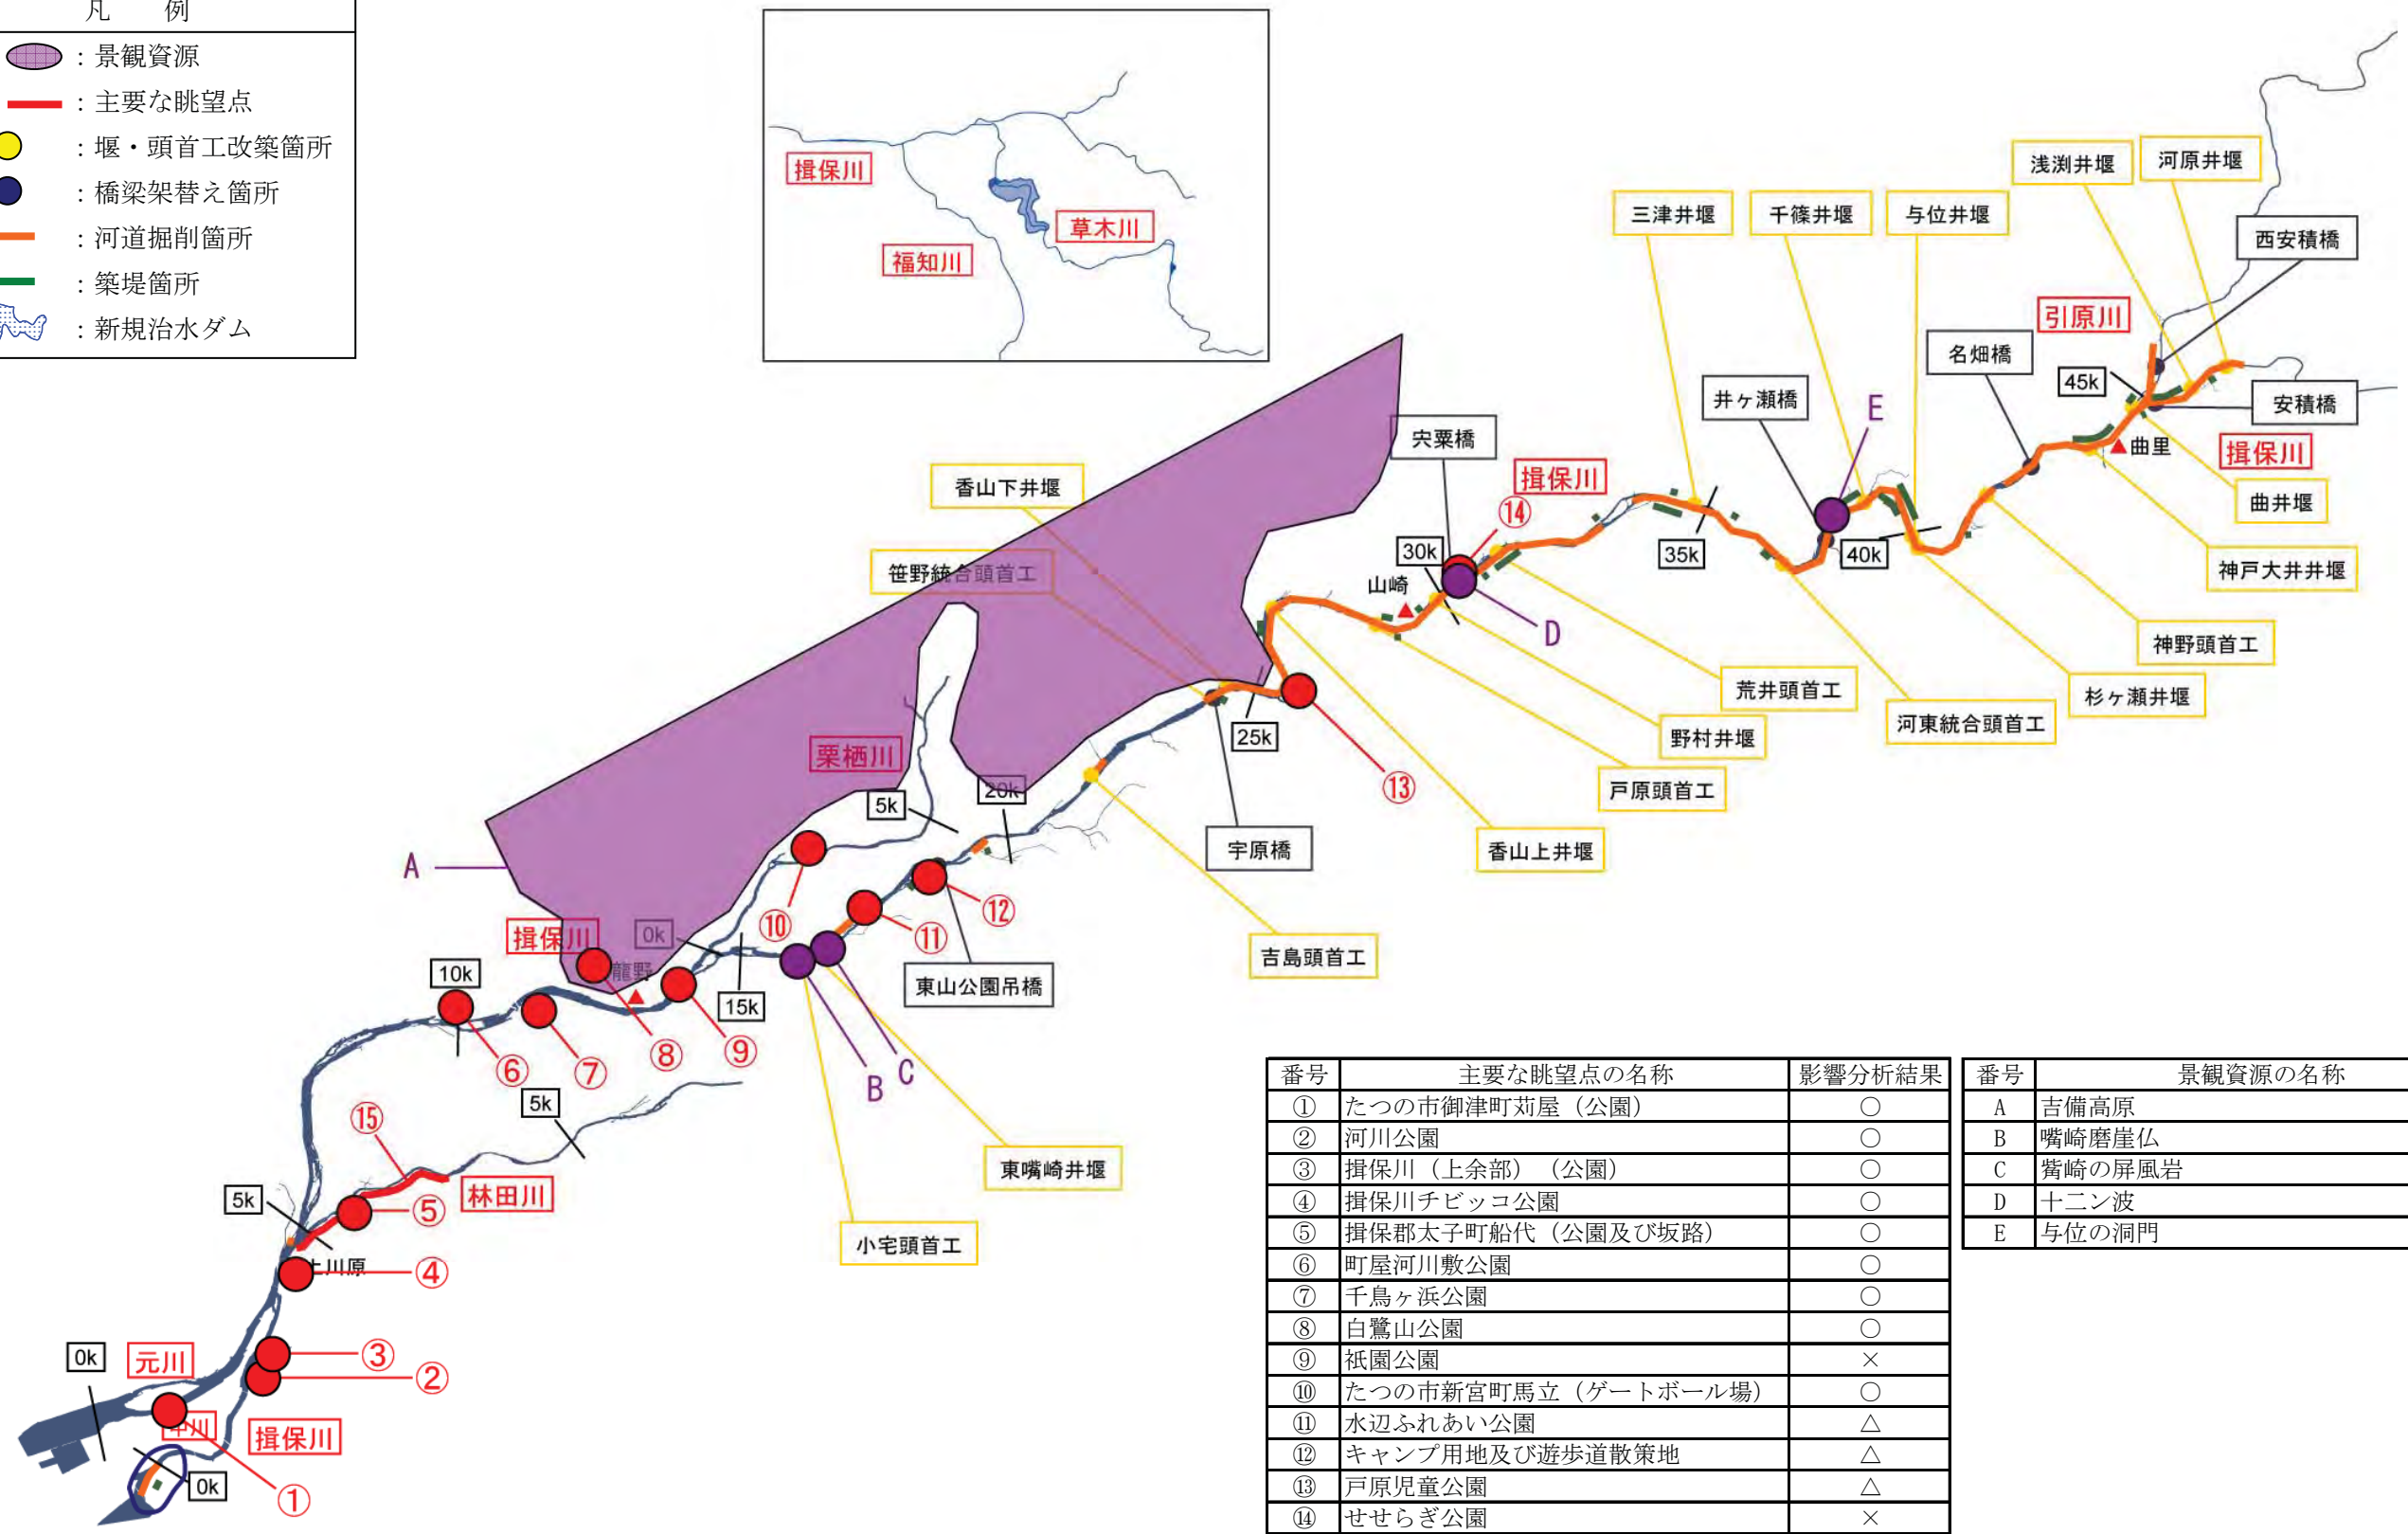 凡 例
：景観資源
：主要な眺望点
：堰・頭首工改築箇所
：橋梁架替え箇所
：河道掘削箇所
：築堤箇所
：新規治水ダム
揖保川
草木川
福知川
浅渕井堰
河原井堰
三津井堰
千篠井堰
与位井堰
西安積橋
引原川
名畑橋
45k
井ヶ瀬橋
E
安積橋
宍粟橋
曲里
揖保川
香山下井堰
揖保川
⑭
曲井堰
笹野統合頭首工
30k
35k
40k
神戸大井井堰
山崎
D
神野頭首工
荒井頭首工
杉ヶ瀬井堰
河東統合頭首工
25k
野村井堰
栗栖川
⑬
戸原頭首工
5k
20k
宇原橋
香山上井堰
A
⑩
⑫
⑪
揖保川
0k
吉島頭首工
龍野
10k
東山公園吊橋
15k
⑥
⑦
⑧
⑨
B
C
5k
⑮
東嘴崎井堰
林田川
5k
⑤
小宅頭首工
上川原
④
0k
元川
③
②
中川
揖保川
0k
①
番号 主要な眺望点の名称 影響分析結果
① たつの市御津町苅屋（公園） ○
② 河川公園 ○
③ 揖保川（上余部）（公園） ○
④ 揖保川チビッコ公園 ○
⑤ 揖保郡太子町船代（公園及び坂路） ○
⑥ 町屋河川敷公園 ○
⑦ 千鳥ヶ浜公園 ○
⑧ 白鷺山公園 ○
⑨ 祇園公園 ×
⑩ たつの市新宮町馬立（ゲートボール場） ○
⑪ 水辺ふれあい公園 △
⑫ キャンプ用地及び遊歩道散策地 △
⑬ 戸原児童公園 △
⑭ せせらぎ公園 ×
番号 景観資源の名称
A 吉備高原
B 嘴崎磨崖仏
C 觜崎の屏風岩
D 十二ン波
E 与位の洞門